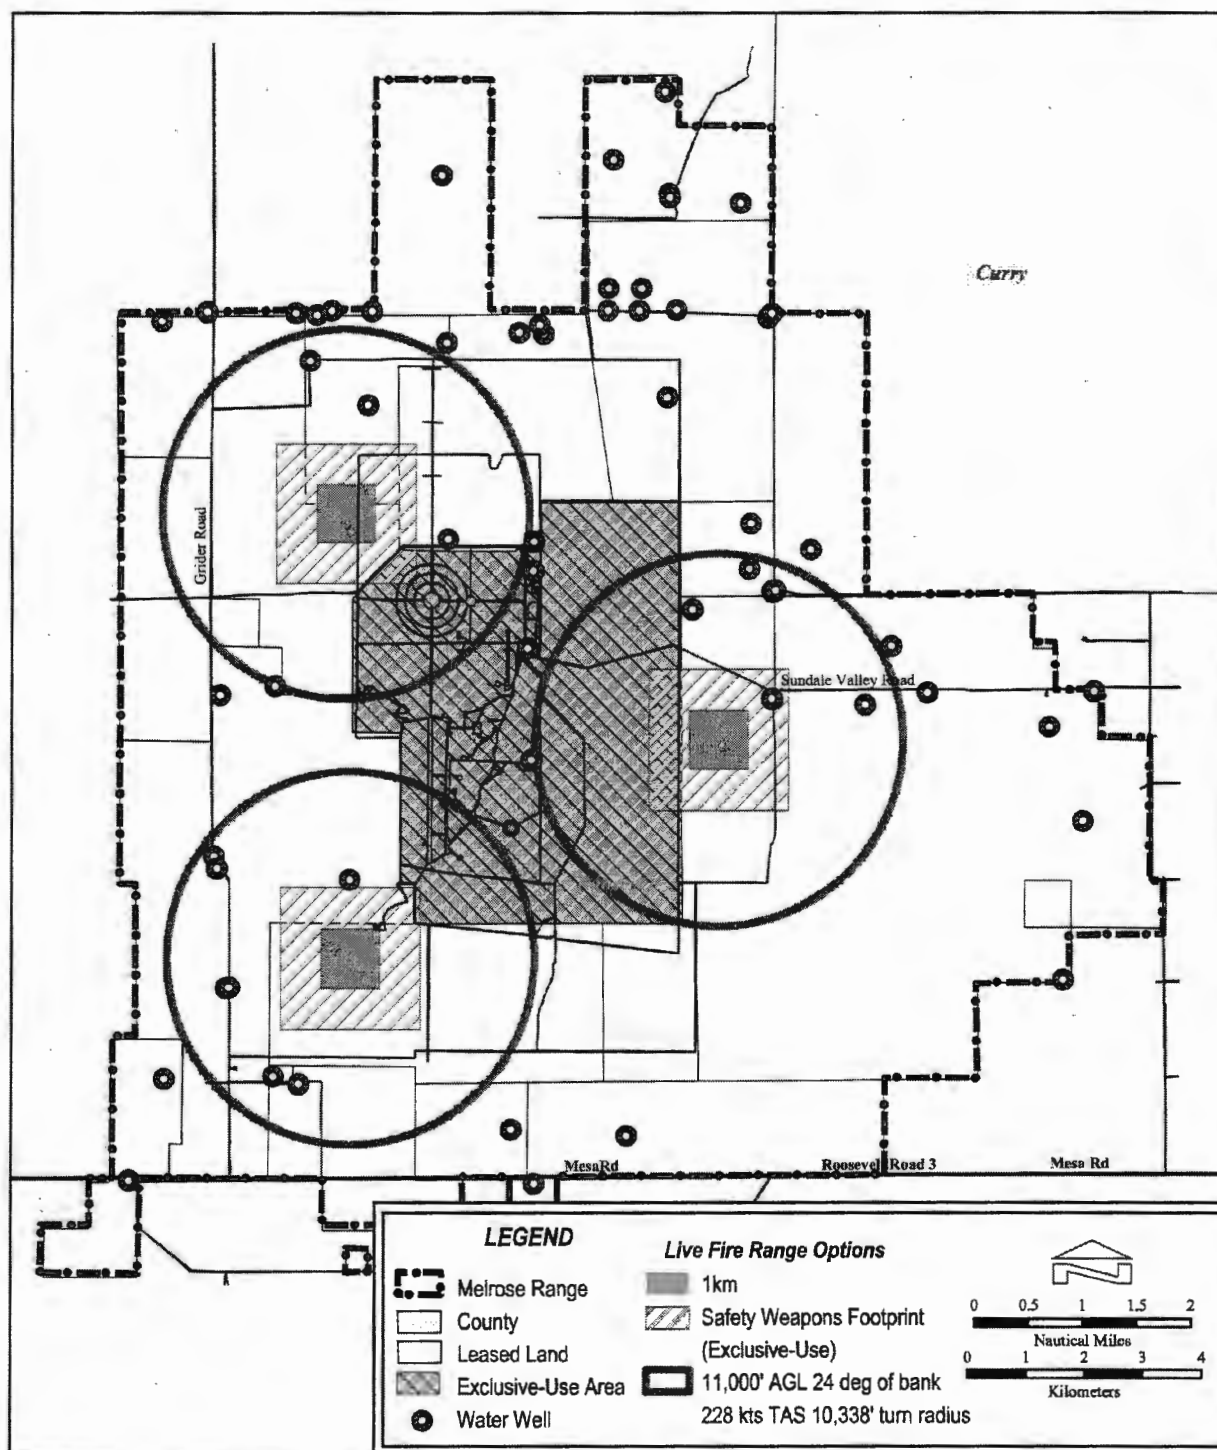 Curry
Grider Road
Sundale Valley Road
MesaRd
Roosevelt Road 3
Mesa Rd
LEGEND
Melrose Range
County
Leased Land
Exclusive-Use Area
Water Well
Live Fire Range Options
1km
Safety Weapons Footprint
(Exclusive-Use)
11,000' AGL 24 deg of bank
228 kts TAS 10,338' turn radius
N
0 0.5 1 1.5 2
Nautical Miles
0 1 2 3 4
Kilometers